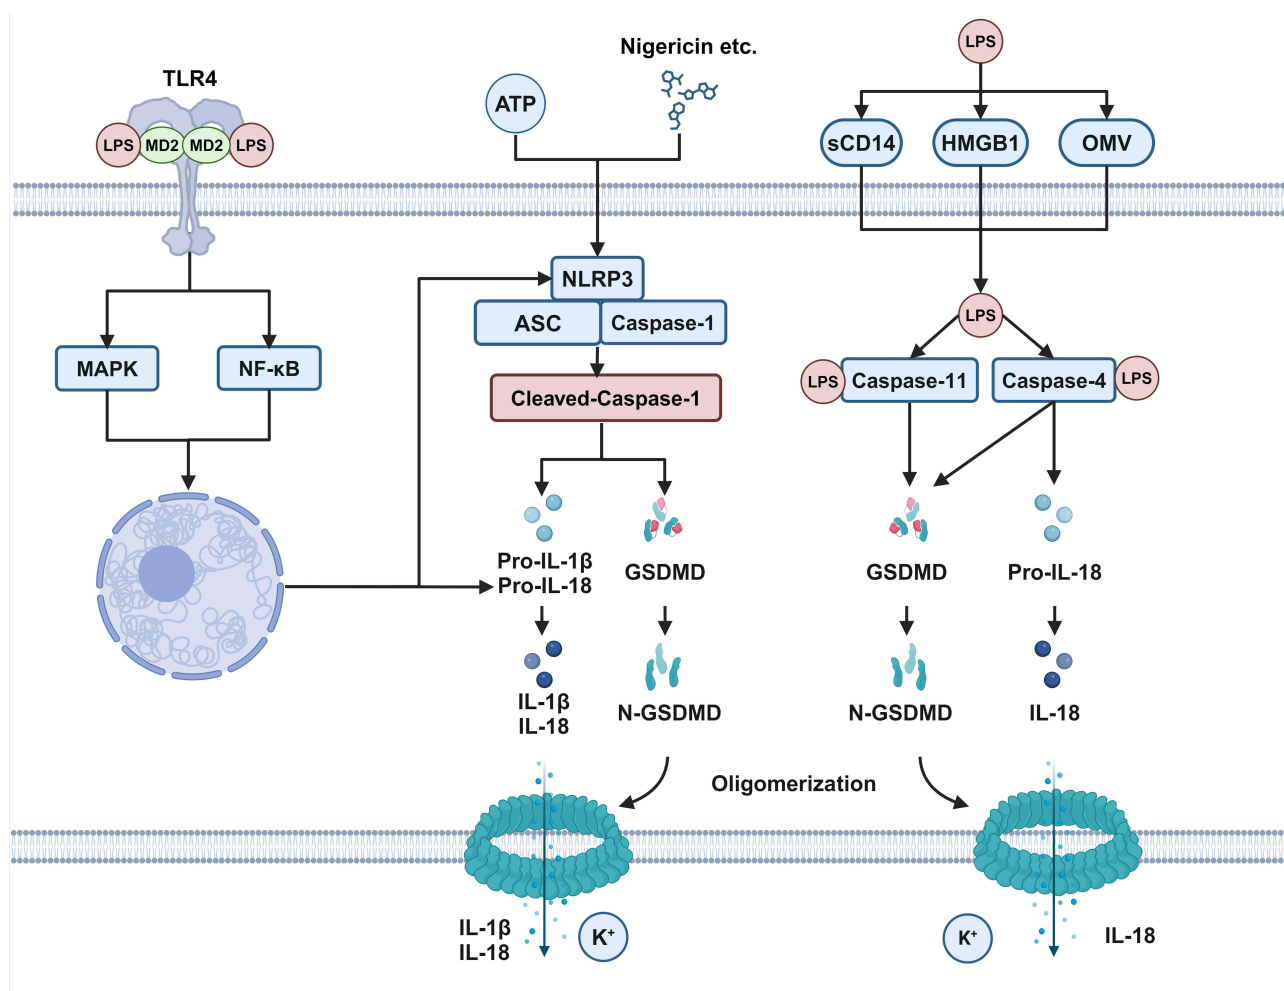 TLR4
LPS
MD2
MD2
LPS
MAPK
NF-κB
ATP
Nigericin etc.
NLRP3
ASC
Caspase-1
Cleaved-Caspase-1
Pro-IL-1β
Pro-IL-18
GSDMD
IL-1β
IL-18
N-GSDMD
LPS
sCD14
HMGB1
OMV
LPS
LPS
Caspase-11
Caspase-4
LPS
GSDMD
Pro-IL-18
N-GSDMD
IL-18
Oligomerization
IL-1β
IL-18
K⁺
K⁺
IL-18